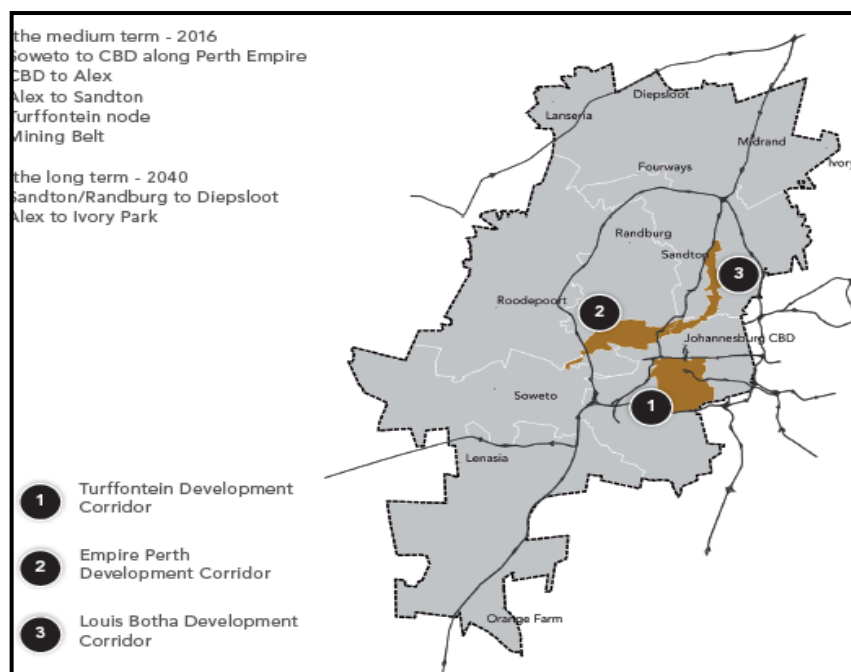 the medium term - 2016
Soweto to CBD along Perth Empire
CBD to Alex
Alex to Sandton
Turffontein node
Mining Belt
the long term - 2040
Sandton/Randburg to Diepsloot
Alex to Ivory Park
Diepsloot
Lanseria
Midrand
Ivory
Fourways
Randburg
Sandton
3
Roodepoort
2
Johannesburg CBD
Soweto
1
Lenasia
Orange Farm
1 Turffontein Development
Corridor
2 Empire Perth
Development Corridor
3 Louis Botha Development
Corridor